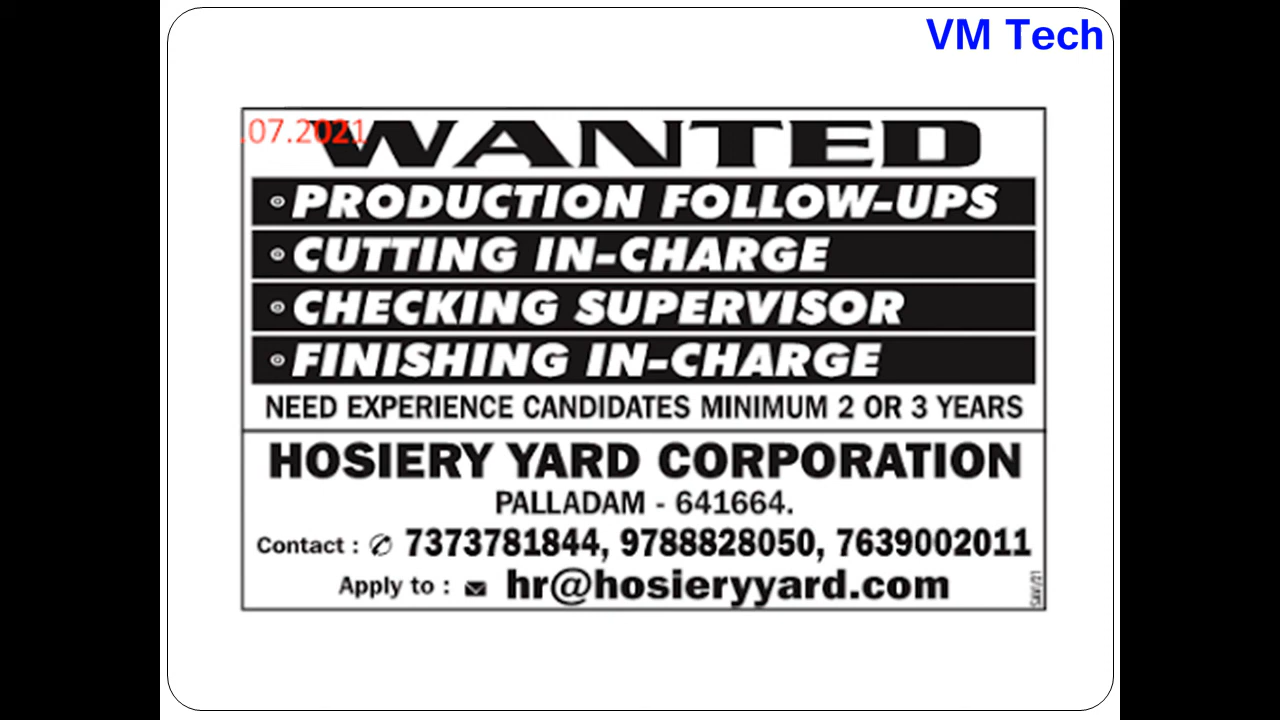 VM Tech
.07.2021
WANTED
PRODUCTION FOLLOW-UPS
CUTTING IN-CHARGE
CHECKING SUPERVISOR
FINISHING IN-CHARGE
NEED EXPERIENCE CANDIDATES MINIMUM 2 OR 3 YEARS
HOSIERY YARD CORPORATION
PALLADAM - 641664.
Contact : ✆ 7373781844, 9788828050, 7639002011
Apply to : hr@hosieryyard.com